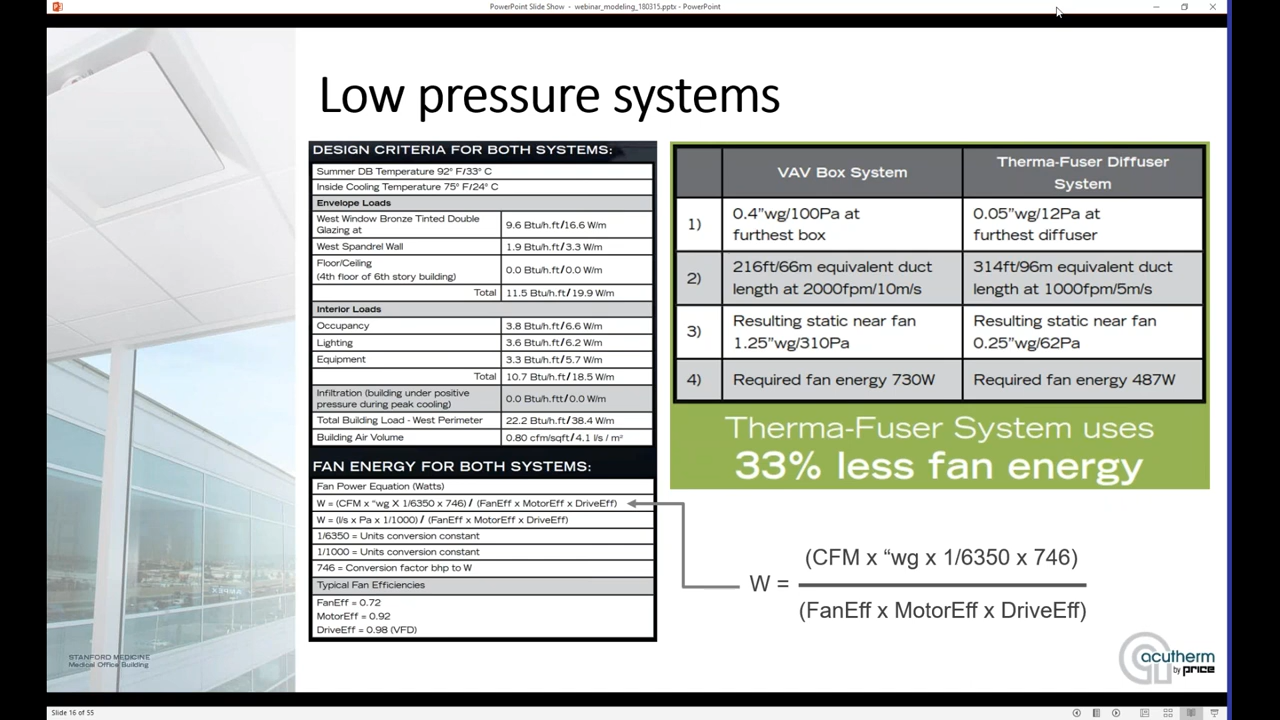 PowerPoint Slide Show - webinar_modeling_180315.pptx - PowerPoint
Low pressure systems
DESIGN CRITERIA FOR BOTH SYSTEMS:
Summer DB Temperature 92° F/33° C
Inside Cooling Temperature 75° F/24° C
Envelope Loads
West Window Bronze Tinted Double
Glazing at
9.6 Btu/h.ft/16.6 W/m
West Spandrel Wall
1.9 Btu/h.ft/3.3 W/m
Floor/Ceiling
(4th floor of 6th story building)
0.0 Btu/h.ft/0.0 W/m
Total
11.5 Btu/h.ft/19.9 W/m
Interior Loads
Occupancy
3.8 Btu/h.ft/6.6 W/m
Lighting
3.6 Btu/h.ft/6.2 W/m
Equipment
3.3 Btu/h.ft/5.7 W/m
Total
10.7 Btu/h.ft/18.5 W/m
Infiltration (building under positive
pressure during peak cooling)
0.0 Btu/h.ftt/0.0 W/m
Total Building Load - West Perimeter
22.2 Btu/h.ft/38.4 W/m
Building Air Volume
0.80 cfm/sqft/4.1 l/s / m²
FAN ENERGY FOR BOTH SYSTEMS:
Fan Power Equation (Watts)
W = (CFM x "wg X 1/6350 x 746) / (FanEff x MotorEff x DriveEff)
W = (l/s x Pa x 1/1000) / (FanEff x MotorEff x DriveEff)
1/6350 = Units conversion constant
1/1000 = Units conversion constant
746 = Conversion factor bhp to W
Typical Fan Efficiencies
FanEff = 0.72
MotorEff = 0.92
DriveEff = 0.98 (VFD)
VAV Box System
Therma-Fuser Diffuser
System
1)
0.4"wg/100Pa at
furthest box
0.05"wg/12Pa at
furthest diffuser
2)
216ft/66m equivalent duct
length at 2000fpm/10m/s
314ft/96m equivalent duct
length at 1000fpm/5m/s
3)
Resulting static near fan
1.25"wg/310Pa
Resulting static near fan
0.25"wg/62Pa
4)
Required fan energy 730W
Required fan energy 487W
Therma-Fuser System uses
33% less fan energy
W =
(CFM x “wg x 1/6350 x 746)
(FanEff x MotorEff x DriveEff)
STANFORD MEDICINE
Medical Office Building
acutherm
by PRICE
Slide 16 of 55